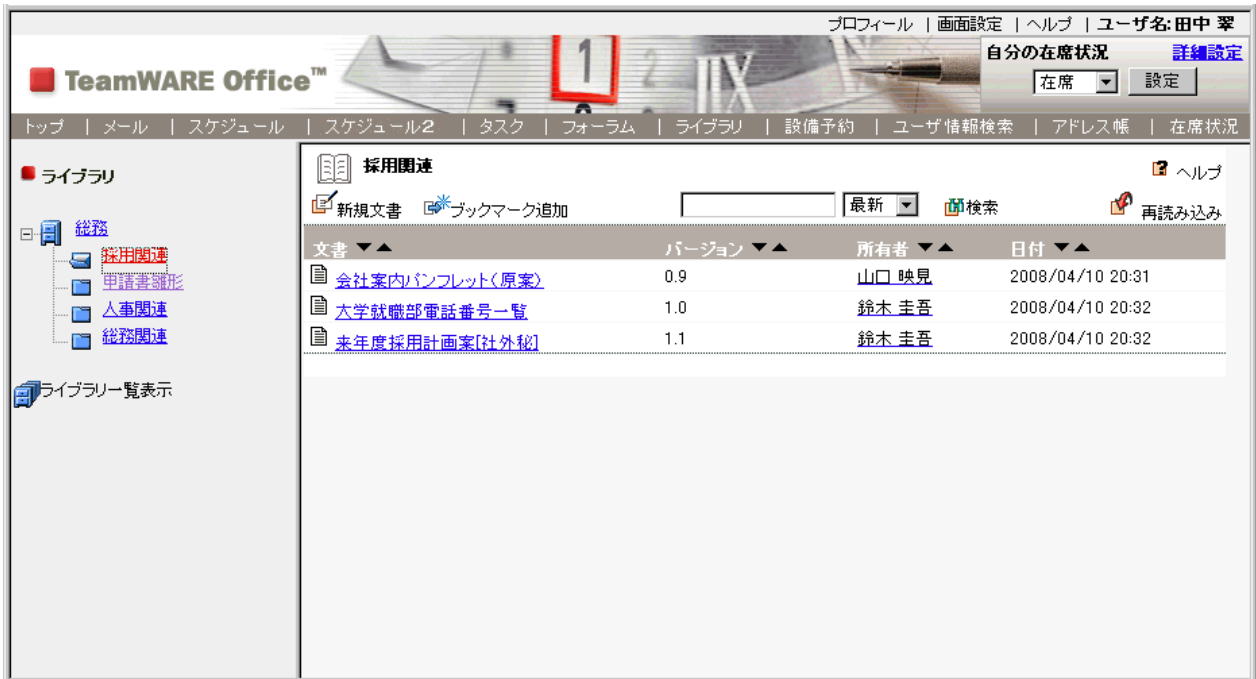 プロフィール | 画面設定 | ヘルプ | ユーザ名:田中 翠
TeamWARE Office™
1 2 IX
自分の在席状況 詳細設定
在席 設定
トップ | メール | スケジュール | スケジュール2 | タスク | フォーラム | ライブラリ | 設備予約 | ユーザ情報検索 | アドレス帳 | 在席状況
ライブラリ
総務
採用関連
申請書雛形
人事関連
総務関連
ライブラリ一覧表示
採用関連 ヘルプ
新規文書 ブックマーク追加 最新 検索 再読み込み
文書 ▼▲ バージョン ▼▲ 所有者 ▼▲ 日付 ▼▲
会社案内パンフレット(原案) 0.9 山口 映見 2008/04/10 20:31
大学就職部電話番号一覧 1.0 鈴木 圭吾 2008/04/10 20:32
来年度採用計画案[社外秘] 1.1 鈴木 圭吾 2008/04/10 20:32